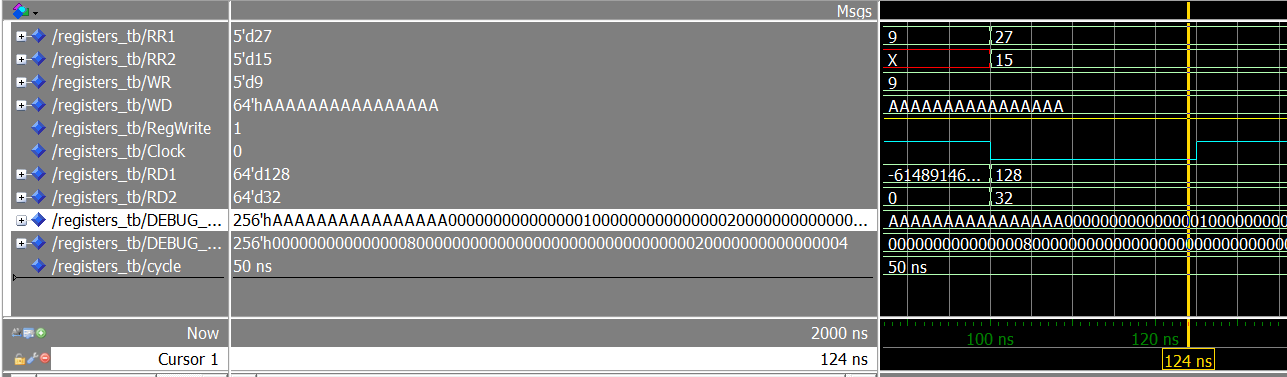 Msgs
/registers_tb/RR1 5'd27 9 27
/registers_tb/RR2 5'd15 X 15
/registers_tb/WR 5'd9 9
/registers_tb/WD 64'hAAAAAAAAAAAAAAAA AAAAAAAAAAAAAAAA
/registers_tb/RegWrite 1
/registers_tb/Clock 0
/registers_tb/RD1 64'd128 -61489146... 128
/registers_tb/RD2 64'd32 0 32
/registers_tb/DEBUG_... 256'hAAAAAAAAAAAAAAAA000000000000000100000000000000020000000000000... AAAAAAAAAAAAAAAA000000000000000100000000
/registers_tb/DEBUG_... 256'h0000000000000008000000000000000000000000000000020000000000000004 0000000000000008000000000000000000000000
/registers_tb/cycle 50 ns 50 ns
Now 2000 ns 100 ns 120 ns
Cursor 1 124 ns 124 ns